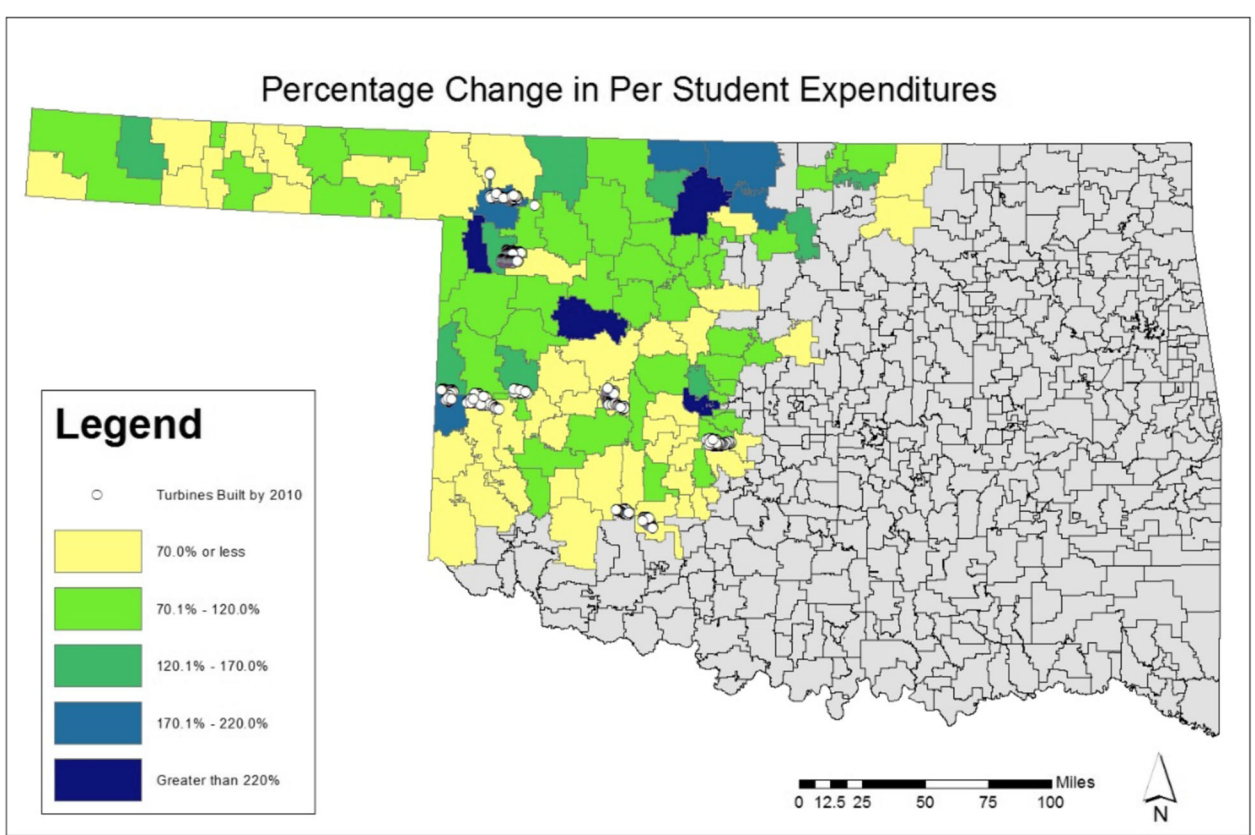 Percentage Change in Per Student Expenditures
Legend
Turbines Built by 2010
70.0% or less
70.1% - 120.0%
120.1% - 170.0%
170.1% - 220.0%
Greater than 220%
Miles
0 12.5 25 50 75 100
N